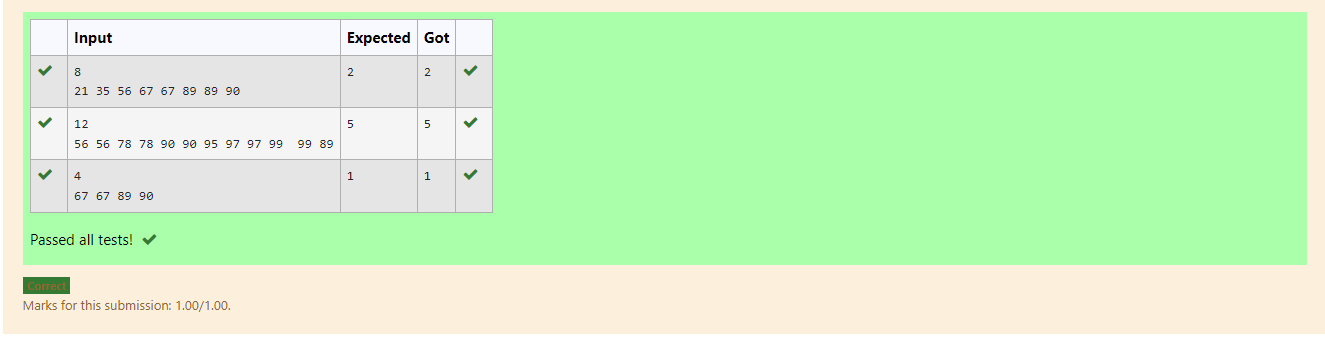 Input Expected Got
8 2 2
21 35 56 67 67 89 89 90
12 5 5
56 56 78 78 90 90 95 97 97 99  99 89
4 1 1
67 67 89 90
Passed all tests!
Correct
Marks for this submission: 1.00/1.00.